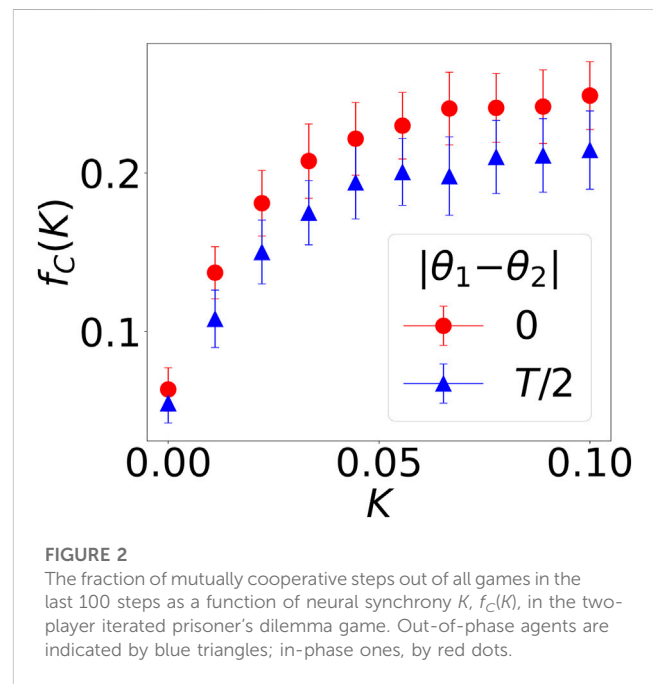 0.2
f_C(K)
0.1
|θ_1−θ_2|
0
T/2
0.00 0.05 0.10
K
FIGURE 2
The fraction of mutually cooperative steps out of all games in the
last 100 steps as a function of neural synchrony K, f_C(K), in the two-
player iterated prisoner's dilemma game. Out-of-phase agents are
indicated by blue triangles; in-phase ones, by red dots.